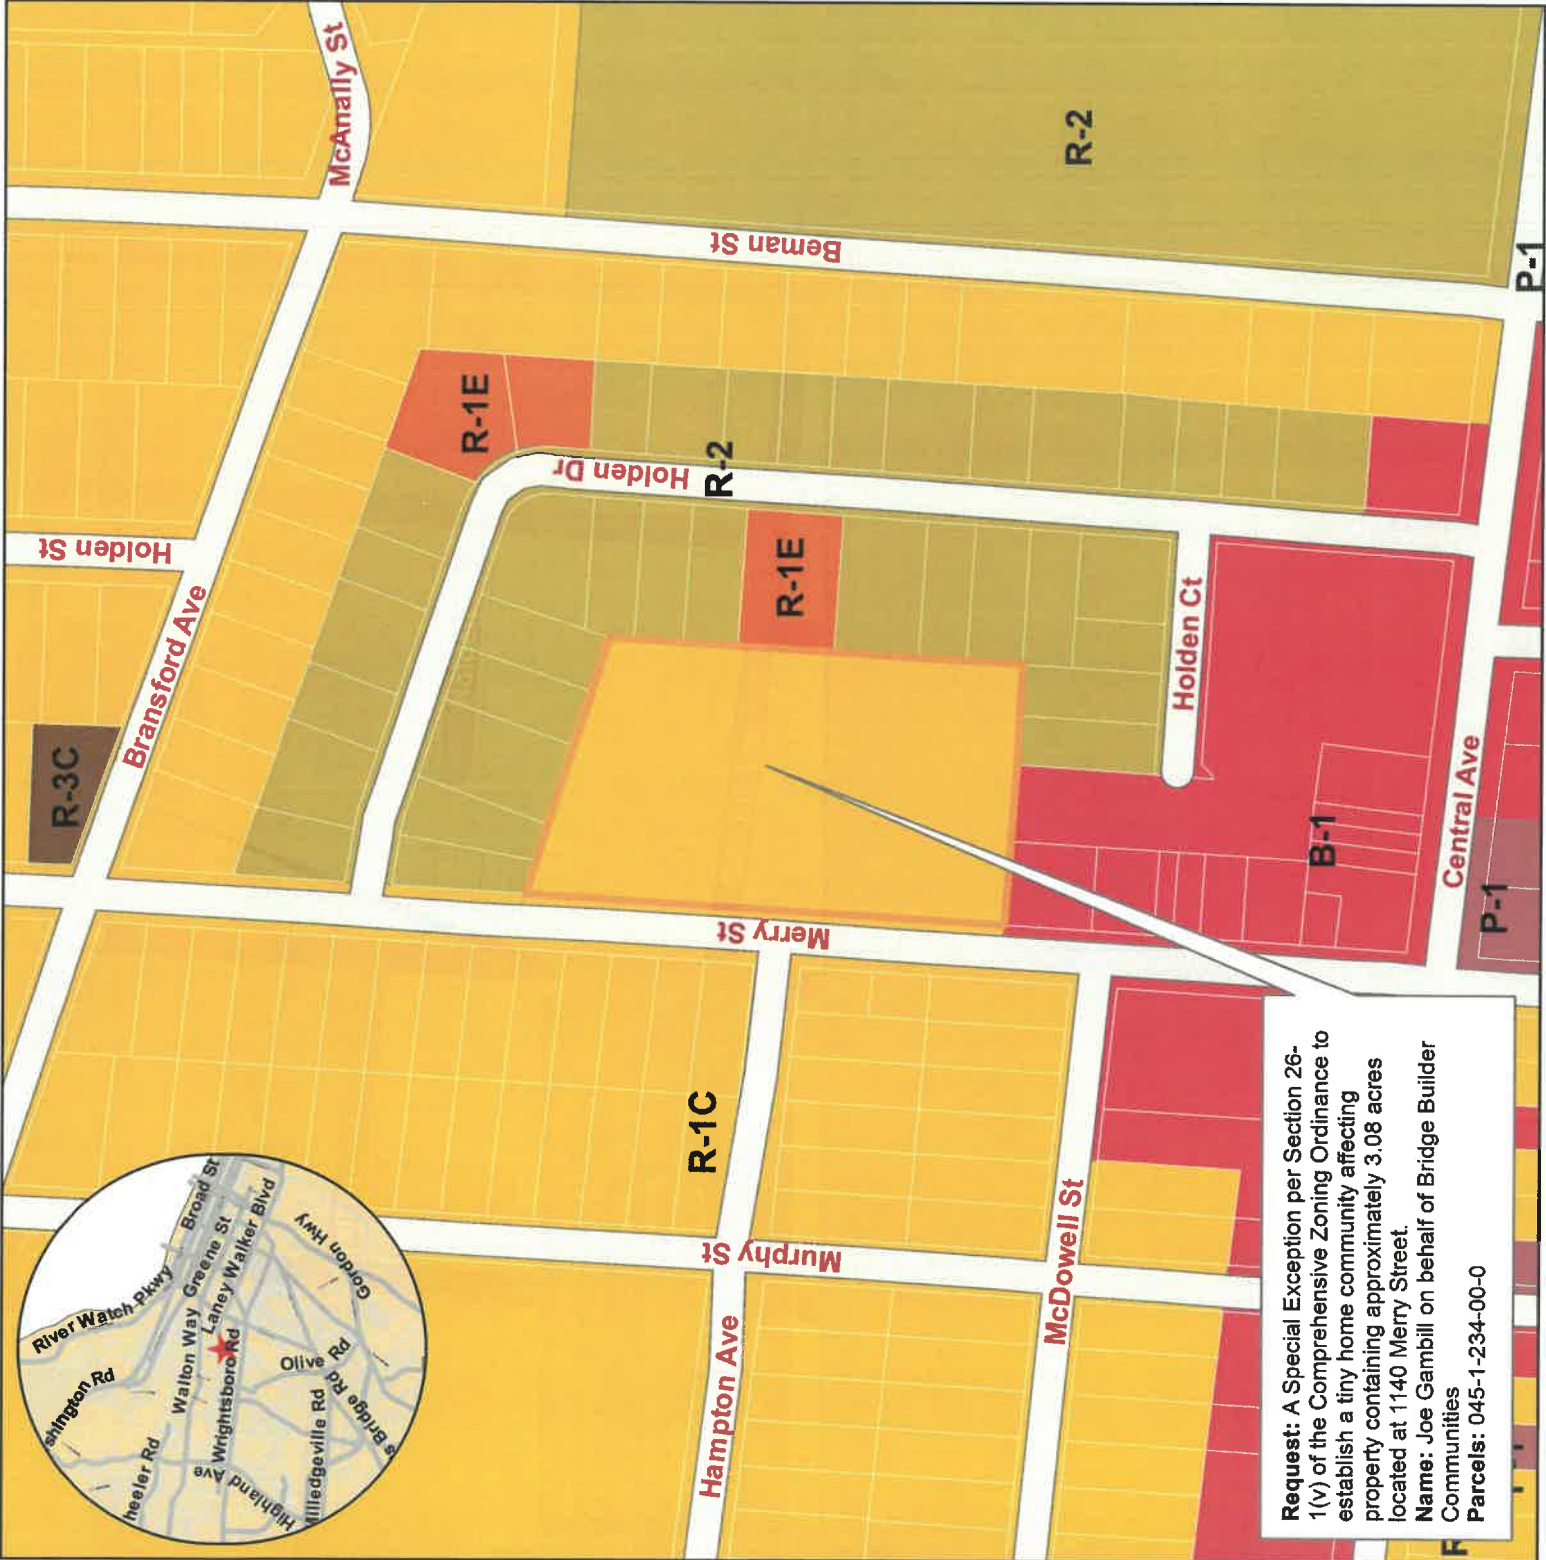 McAnally St
Beman St
R-2
P-1
R-1E
Holden Dr
R-2
Holden St
Bransford Ave
R-1E
Holden Ct
R-3C
Merry St
B-1
Central Ave
P-1
R-1C
Murphy St
McDowell St
Hampton Ave
Broad St
River Watch Pkwy
Greene St
Laney Walker Blvd
Walton Way
Gordon Hwy
Wrightsboro Rd
Olive Rd
Highland Ave
Milledgeville Rd
s Bridge Rd
shington Rd
heeler Rd
Request: A Special Exception per Section 26-
1(v) of the Comprehensive Zoning Ordinance to
establish a tiny home community affecting
property containing approximately 3.08 acres
located at 1140 Merry Street.
Name: Joe Gambill on behalf of Bridge Builder
Communities
Parcels: 045-1-234-00-0